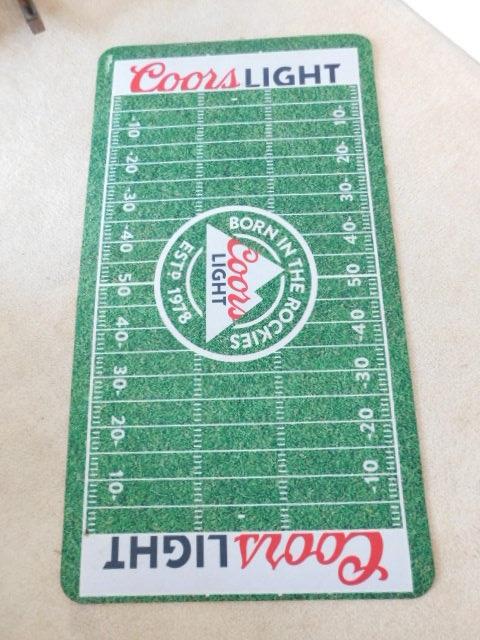 Coors LIGHT
-10 10-
-20 20-
-30 30-
-40 40-
50 50
40- -40
30- -30
20- -20
10- -10
BORN IN THE ROCKIES
ESTD 1978
Coors
LIGHT
Coors LIGHT